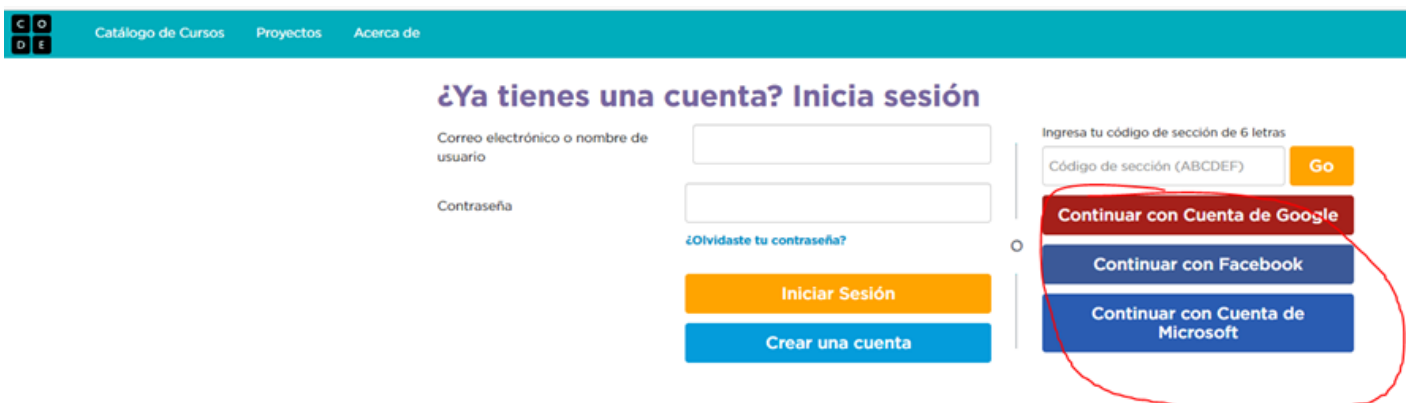 C O
D E
Catálogo de Cursos Proyectos Acerca de
¿Ya tienes una cuenta? Inicia sesión
Correo electrónico o nombre de
usuario
Contraseña
¿Olvidaste tu contraseña?
Iniciar Sesión
Crear una cuenta
O
Ingresa tu código de sección de 6 letras
Código de sección (ABCDEF) Go
Continuar con Cuenta de Google
Continuar con Facebook
Continuar con Cuenta de
Microsoft